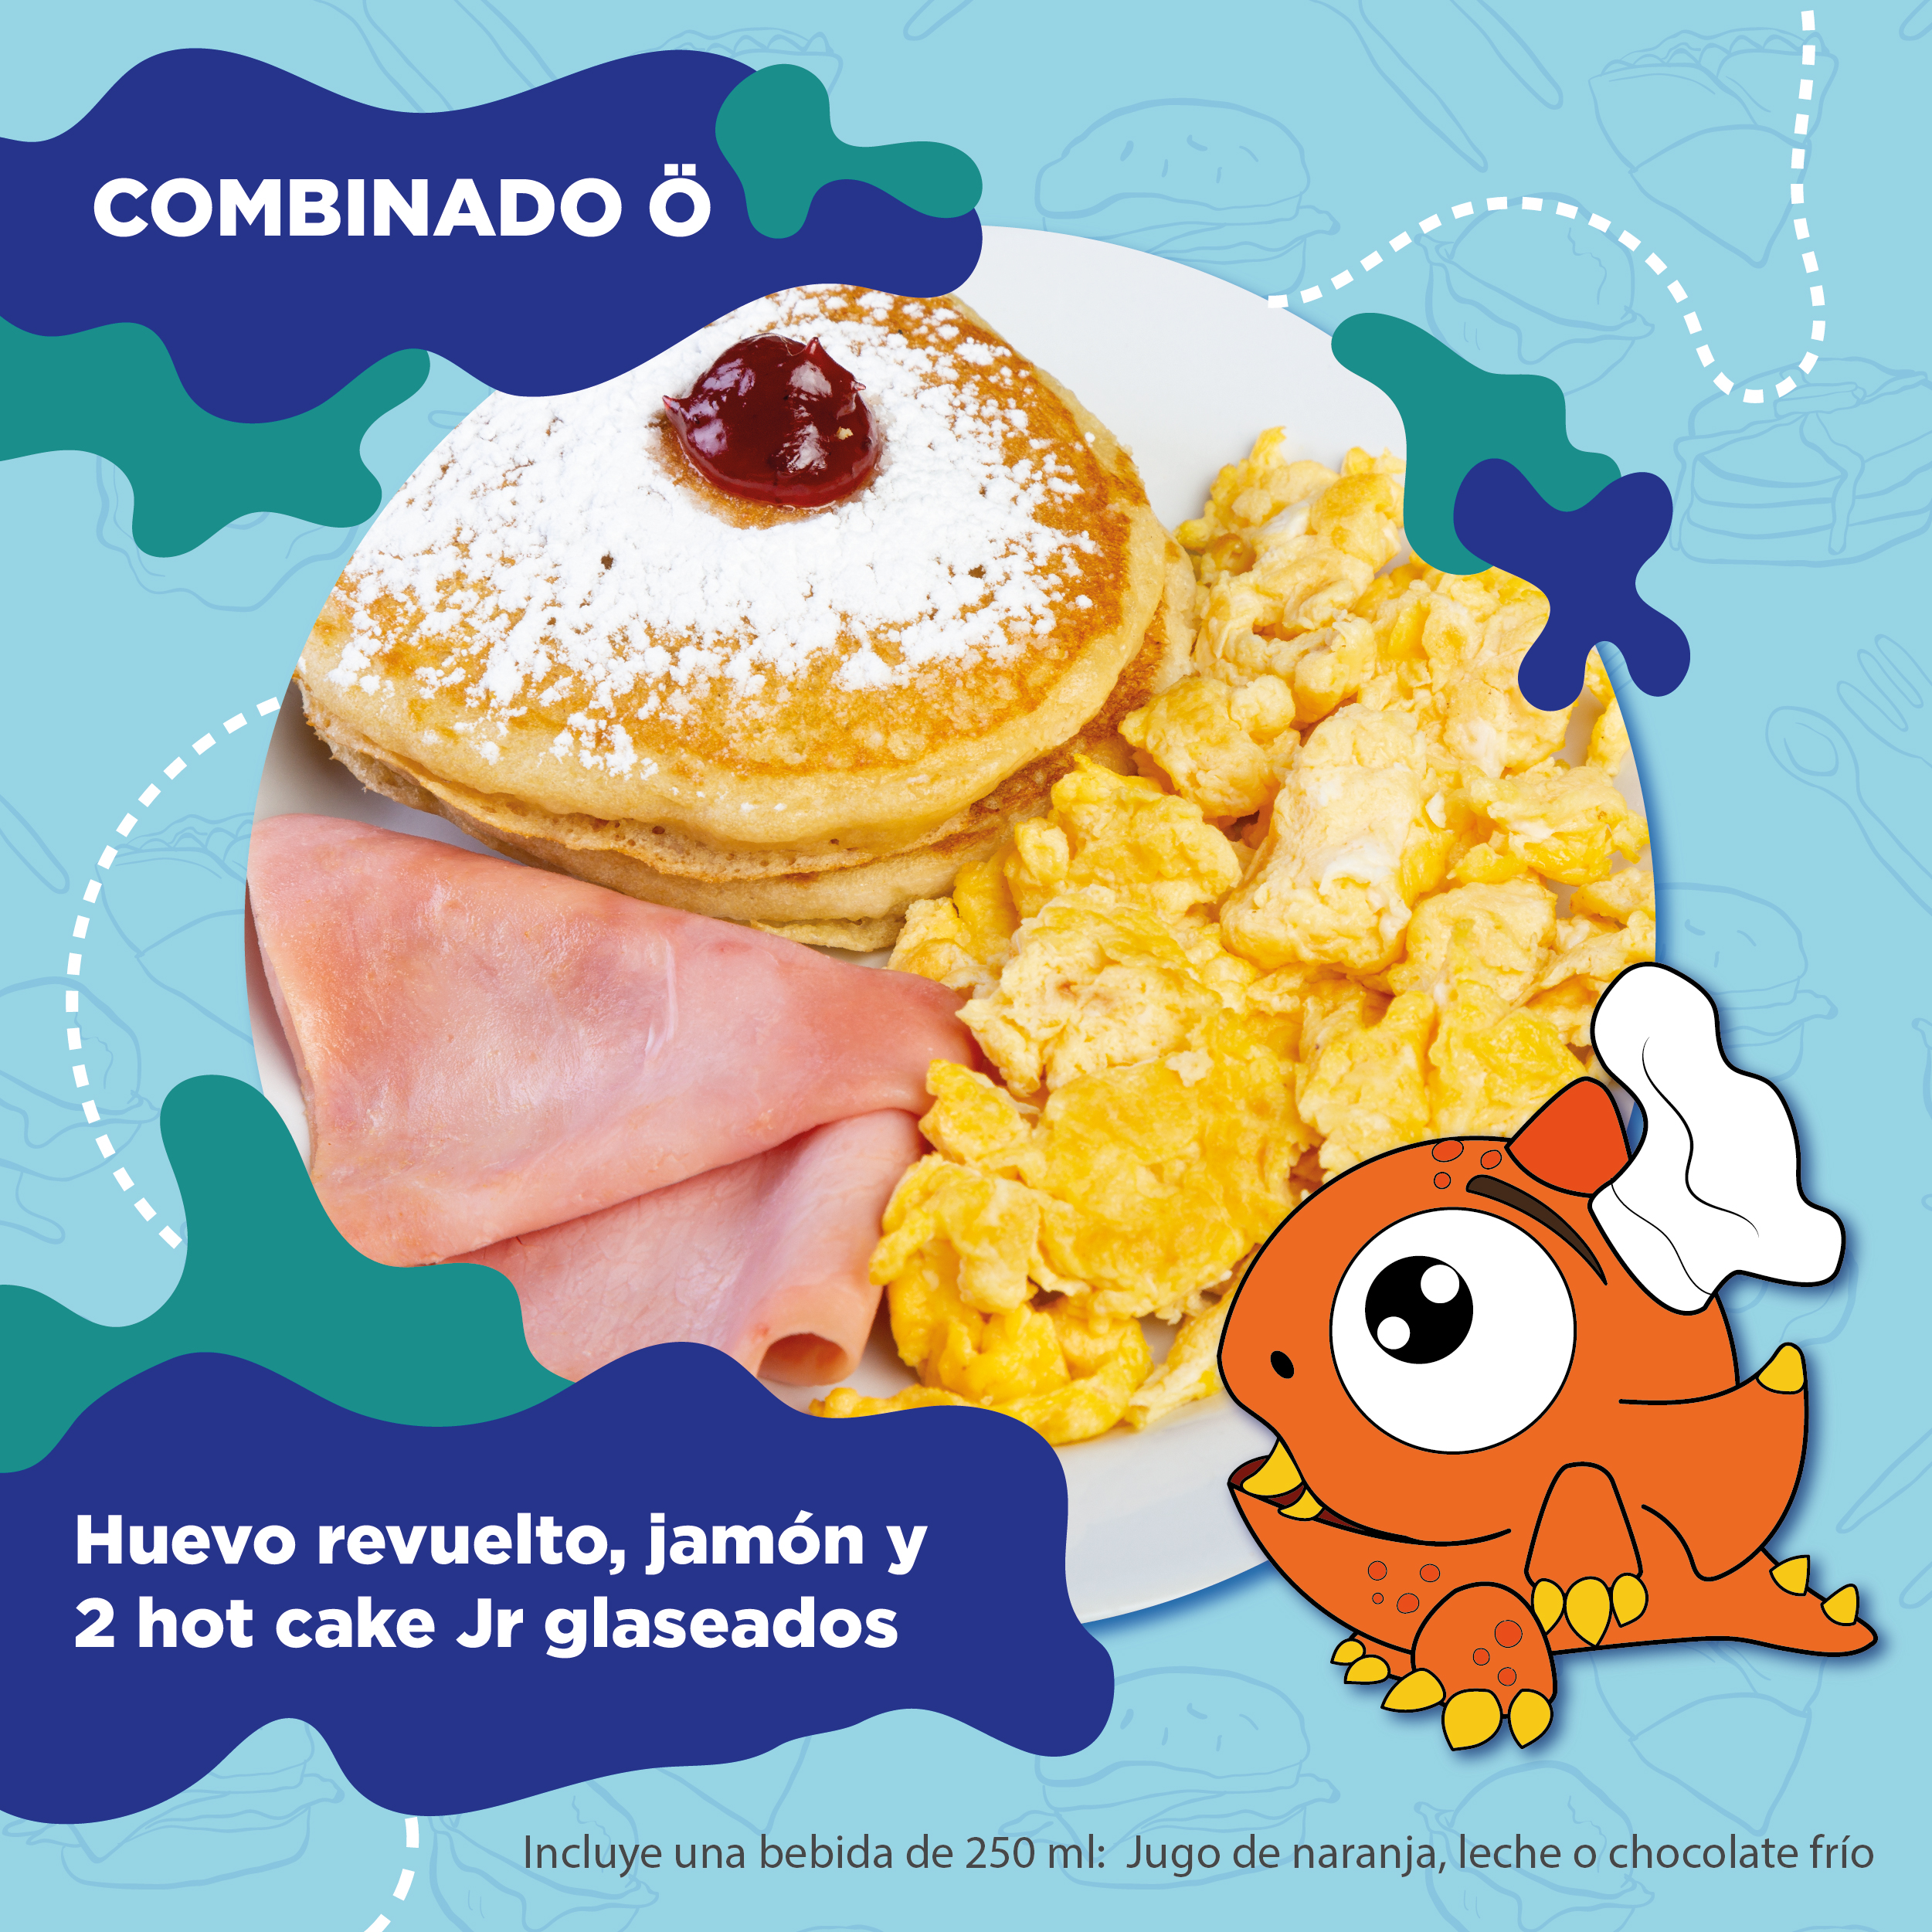 COMBINADO Ö
Huevo revuelto, jamón y
2 hot cake Jr glaseados
Incluye una bebida de 250 ml: Jugo de naranja, leche o chocolate frío